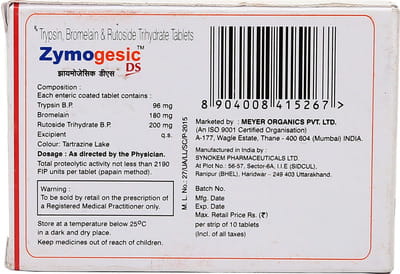 Trypsin, Bromelain & Rutoside Trihydrate Tablets
Zymogesic™ DS
झायमोजेसिक डीएस
Composition :
Each enteric coated tablet contains:
Trypsin B.P. 96 mg
Bromelain 180 mg
Rutoside Trihydrate B.P. 200 mg
Excipient q.s.
Colour: Tartrazine Lake
Dosage : As directed by the Physician.
Total proteolytic activity not less than 2190
FIP units per tablet (papain method).
Warning :
To be sold by retail on the prescription of
a Registered Medical Practitioner only.
Store at a temperature below 25°C
in a dark and dry place.
Keep medicines out of reach of children.
M. L. No. 27/UA/LL/SC/P-2015
8 904008 415267 >
Marketed by : MEYER ORGANICS PVT. LTD.
(An ISO 9001 Certified Organisation)
A-177, Wagle Estate, Thane - 400 604 (Mumbai) INDIA.
Manufactured in India by :
SYNOKEM PHARMACEUTICALS LTD.
At Plot No: 56-57, Sector-6A, I.I.E (SIDCUL),
Ranipur (BHEL), Haridwar – 249 403 Uttarakhand.
Batch No.
Mfg. Date
Exp. Date
Max. Retail Price Rs. (₹)
per strip of 10 tablets
(Incl. of all taxes)